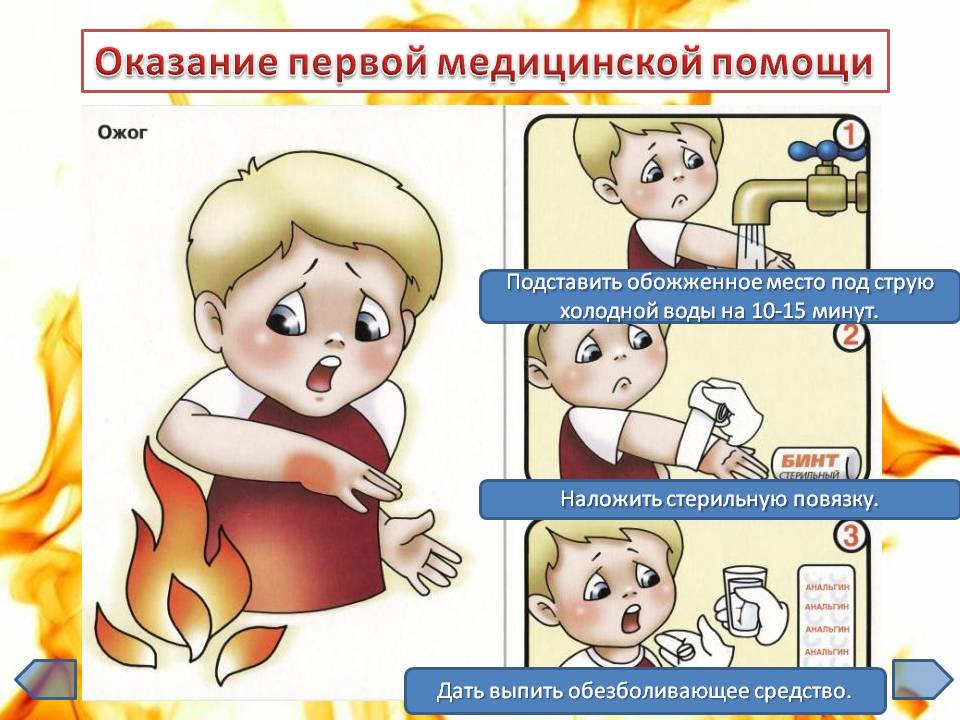 Оказание первой медицинской помощи
Ожог
1
Подставить обожженное место под струю
холодной воды на 10-15 минут.
2
БИНТ
СТЕРИЛЬНЫЙ
Наложить стерильную повязку.
3
АНАЛЬГИН
АНАЛЬГИН
АНАЛЬГИН
АНАЛЬГИН
Дать выпить обезболивающее средство.